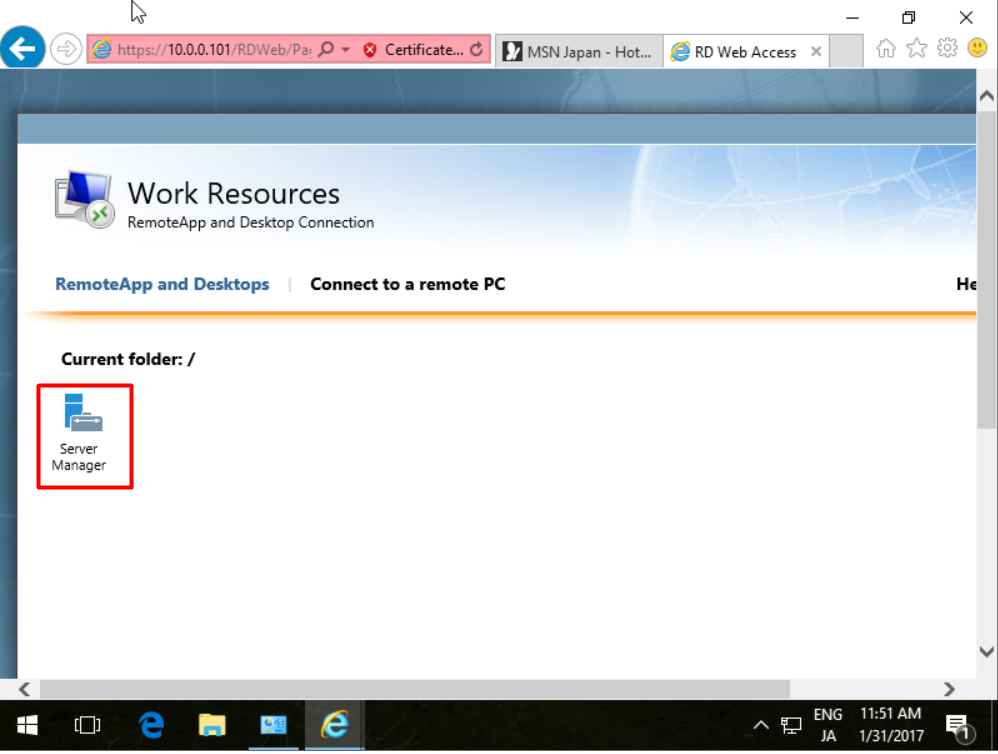 https://10.0.0.101/RDWeb/Pa
Certificate...
MSN Japan - Hot...
RD Web Access
Work Resources
RemoteApp and Desktop Connection
RemoteApp and Desktops
Connect to a remote PC
He
Current folder: /
Server
Manager
ENG
JA
11:51 AM
1/31/2017
1